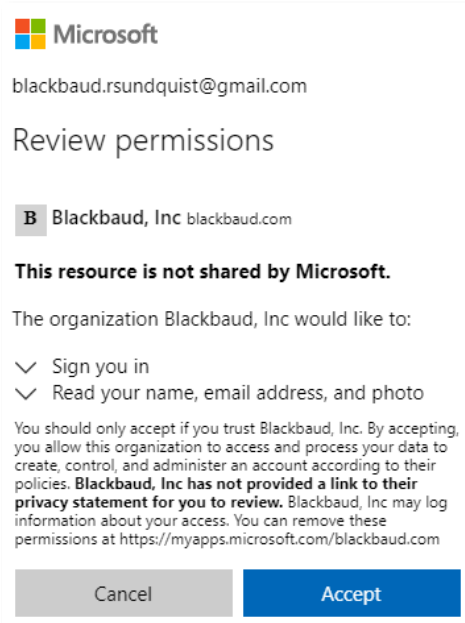 Microsoft
blackbaud.rsundquist@gmail.com
Review permissions
B Blackbaud, Inc blackbaud.com
This resource is not shared by Microsoft.
The organization Blackbaud, Inc would like to:
Sign you in
Read your name, email address, and photo
You should only accept if you trust Blackbaud, Inc. By accepting,
you allow this organization to access and process your data to
create, control, and administer an account according to their
policies. Blackbaud, Inc has not provided a link to their
privacy statement for you to review. Blackbaud, Inc may log
information about your access. You can remove these
permissions at https://myapps.microsoft.com/blackbaud.com
Cancel Accept